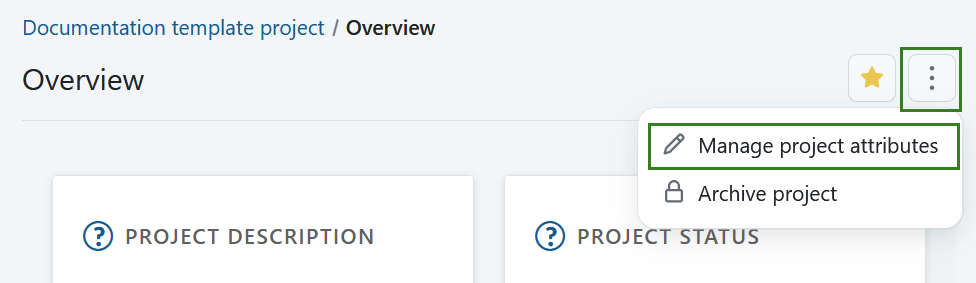 Documentation template project / Overview
Overview
Manage project attributes
Archive project
PROJECT DESCRIPTION
PROJECT STATUS